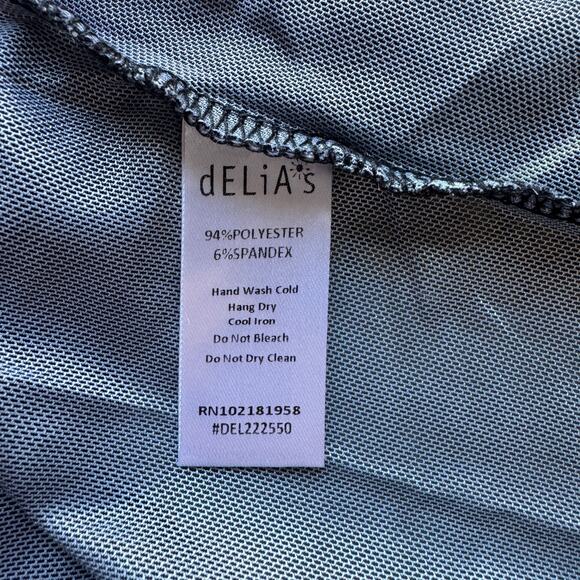 dELiA*s
94%POLYESTER
6%SPANDEX
Hand Wash Cold
Hang Dry
Cool Iron
Do Not Bleach
Do Not Dry Clean
RN102181958
#DEL222550